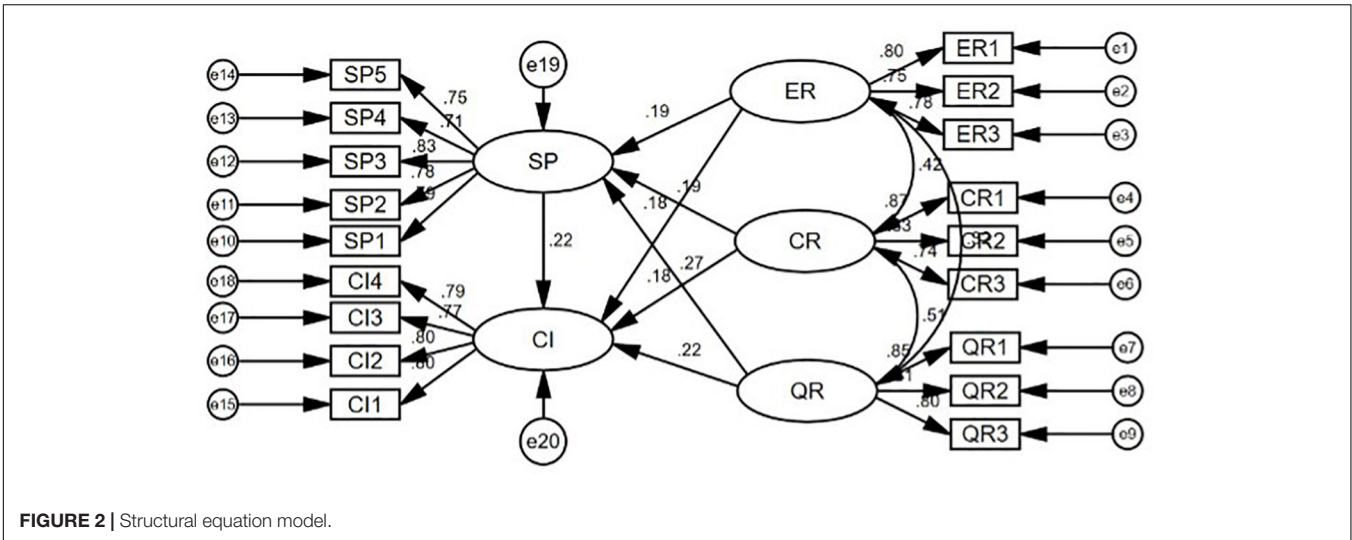 e14 SP5 .75
e13 SP4 .71
e12 SP3 .83
e11 SP2 .78
e10 SP1
e18 CI4 .79
e17 CI3 .77
e16 CI2 .80
e15 CI1
e19
SP
.22
CI
e20
.19
.19
.18
.18
.27
.22
ER
CR
QR
.80 ER1 e1
.75 ER2 e2
.78 ER3 e3
.42
.87 CR1 e4
CR2 e5
.74 CR3 e6
.51
.85 QR1 e7
QR2 e8
.80 QR3 e9
FIGURE 2 | Structural equation model.